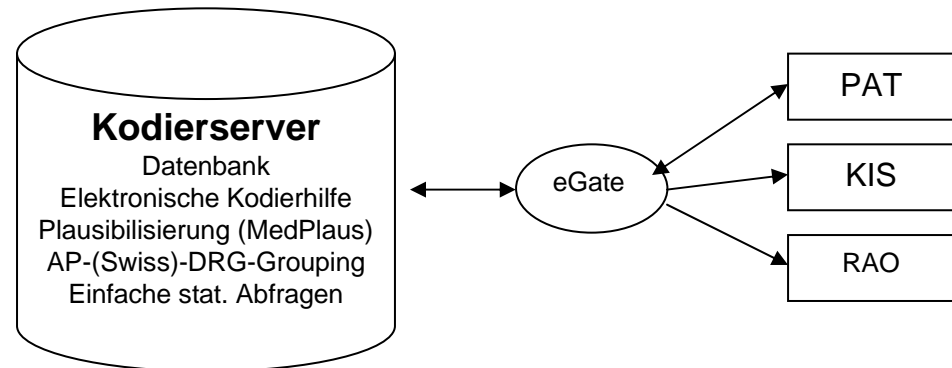 Kodierserver
Datenbank
Elektronische Kodierhilfe
Plausibilisierung (MedPlaus)
AP-(Swiss)-DRG-Grouping
Einfache stat. Abfragen
eGate
PAT
KIS
RAO